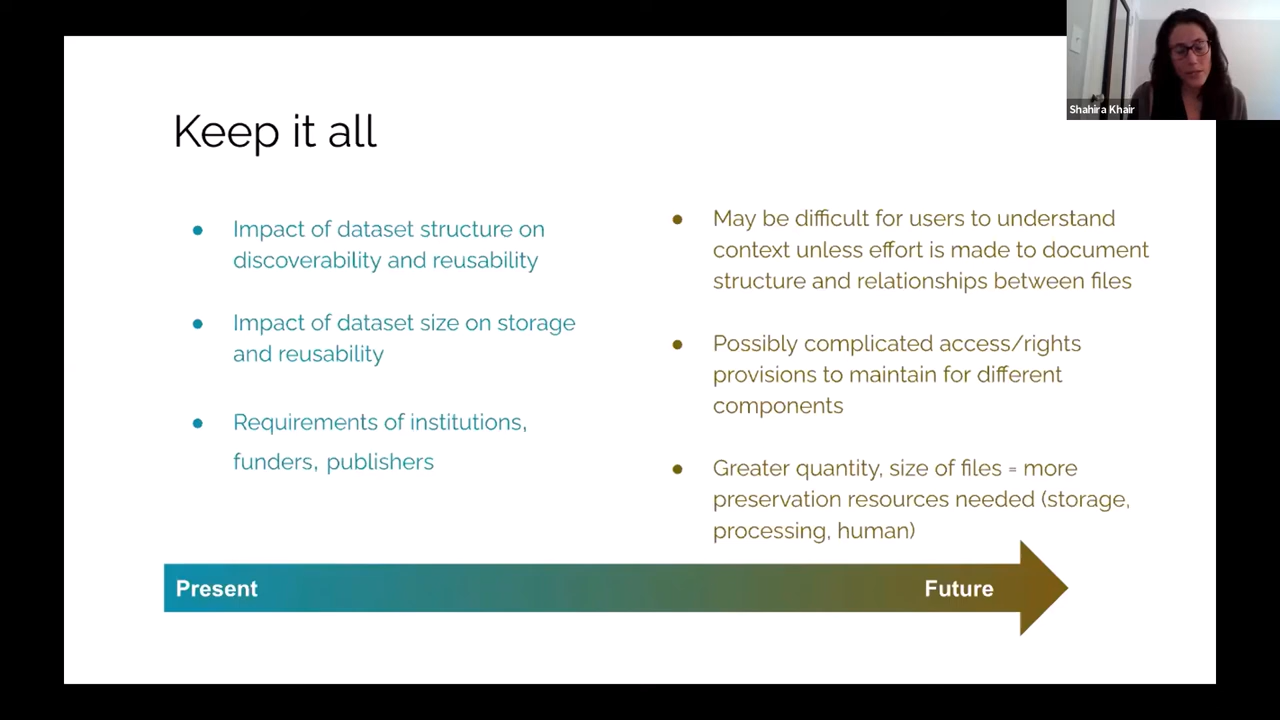 Shahira Khair
Keep it all
● Impact of dataset structure on
discoverability and reusability
● Impact of dataset size on storage
and reusability
● Requirements of institutions,
funders, publishers
● May be difficult for users to understand
context unless effort is made to document
structure and relationships between files
● Possibly complicated access/rights
provisions to maintain for different
components
● Greater quantity, size of files = more
preservation resources needed (storage,
processing, human)
Present
Future